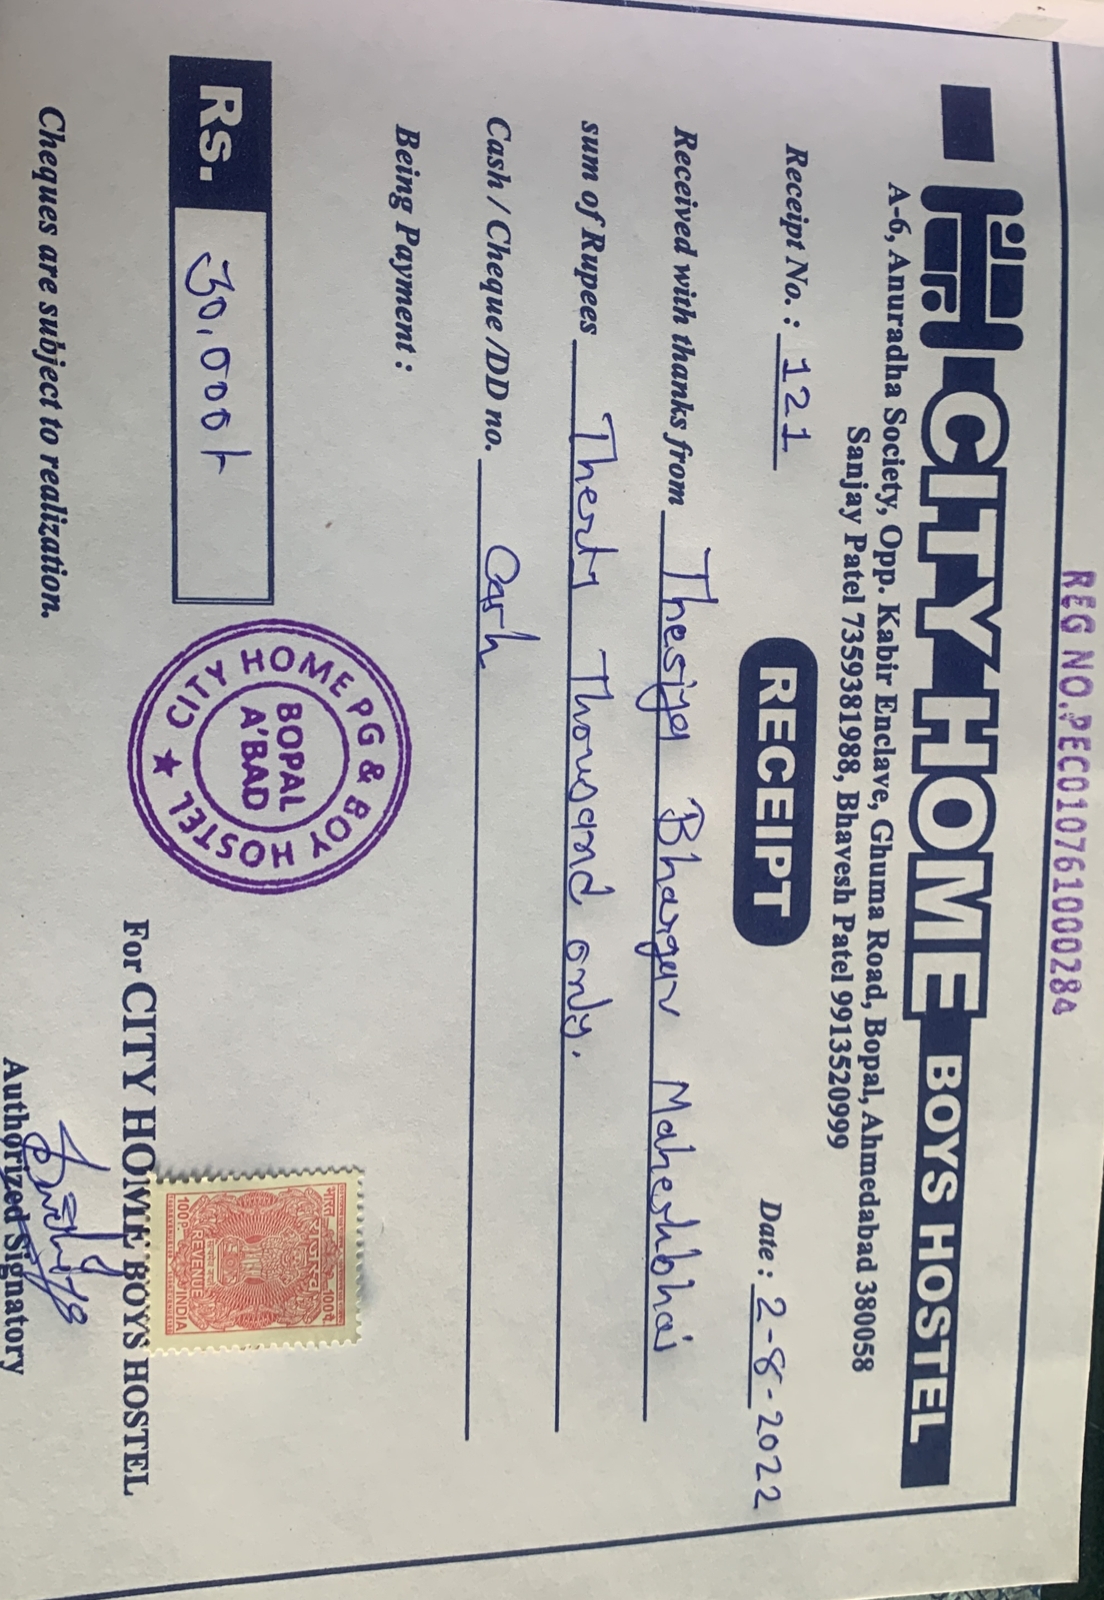 REG NO.PEC010761000284
CITY HOME BOYS HOSTEL
A-6, Anuradha Society, Opp. Kabir Enclave, Ghuma Road, Bopal, Ahmedabad 380058
Sanjay Patel 7359381988, Bhavesh Patel 9913520999
RECEIPT
Receipt No. : 121
Date : 2-8-2022
Received with thanks from Thesiya Bhargav Maheshbhai
sum of Rupees Therty Thousand only.
Cash / Cheque /DD no. Cash
Being Payment :
Rs. 30,000/-
CITY HOME PG & BOY HOSTEL ★
BOPAL
A'BAD
भारत 100P.
REVENUE
100P. INDIA
For CITY HOME BOYS HOSTEL
Authorized Signatory
Cheques are subject to realization.